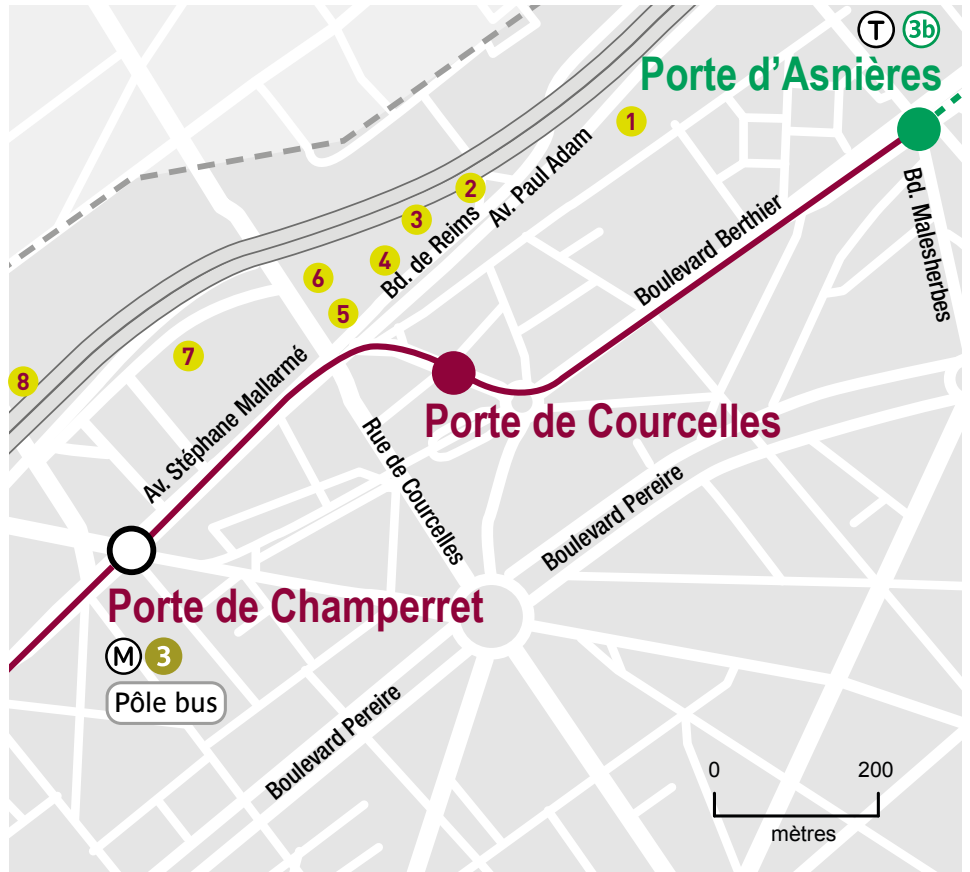 T 3b
Porte d'Asnières
1
2
Av. Paul Adam
3
Bd. de Reims
4
6
5
7
8
Bd. Malesherbes
Boulevard Berthier
Av. Stéphane Mallarmé
Porte de Courcelles
Rue de Courcelles
Boulevard Pereire
Porte de Champerret
M 3
Pôle bus
Boulevard Pereire
0 200
mètres